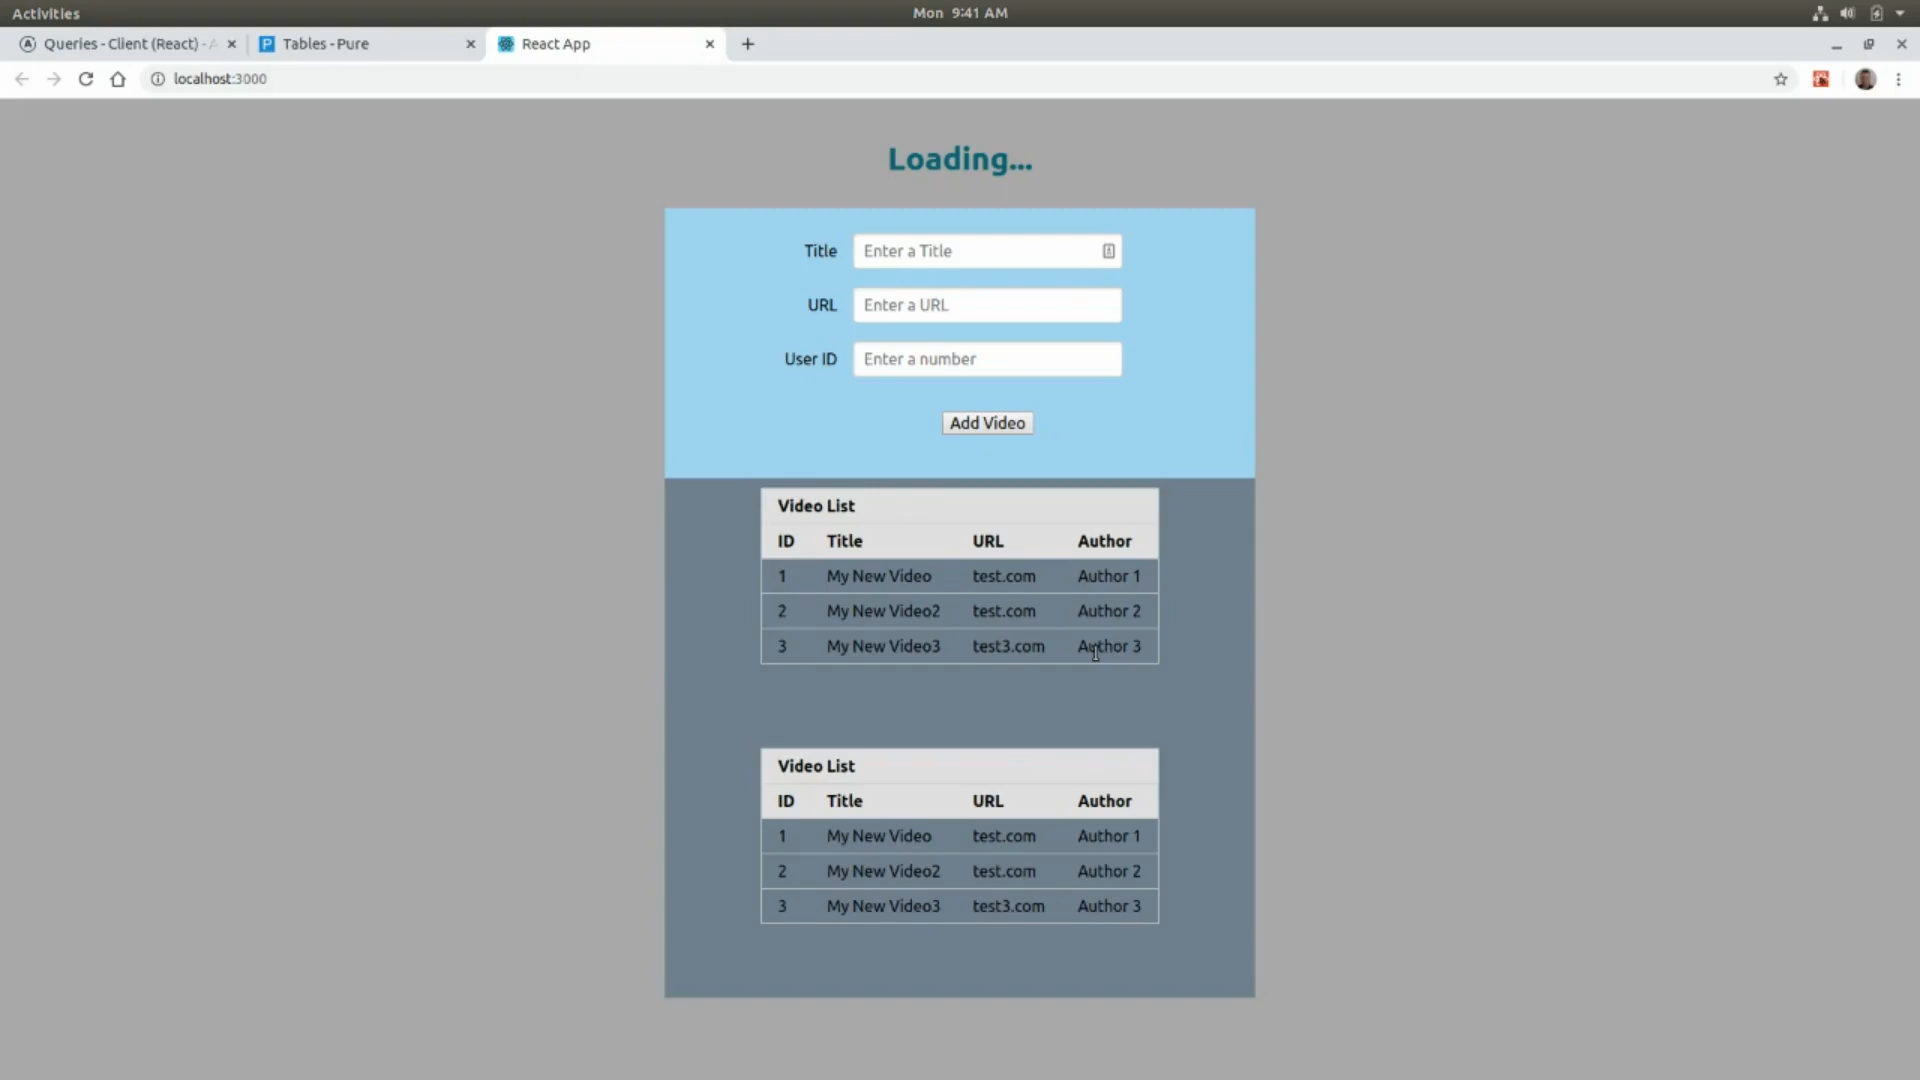 Activities
Mon 9:41 AM
Queries - Client (React) - A
Tables - Pure
React App
localhost:3000
Loading...
Title
Enter a Title
URL
Enter a URL
User ID
Enter a number
Add Video
Video List
ID Title URL Author
1 My New Video test.com Author 1
2 My New Video2 test.com Author 2
3 My New Video3 test3.com Author 3
Video List
ID Title URL Author
1 My New Video test.com Author 1
2 My New Video2 test.com Author 2
3 My New Video3 test3.com Author 3